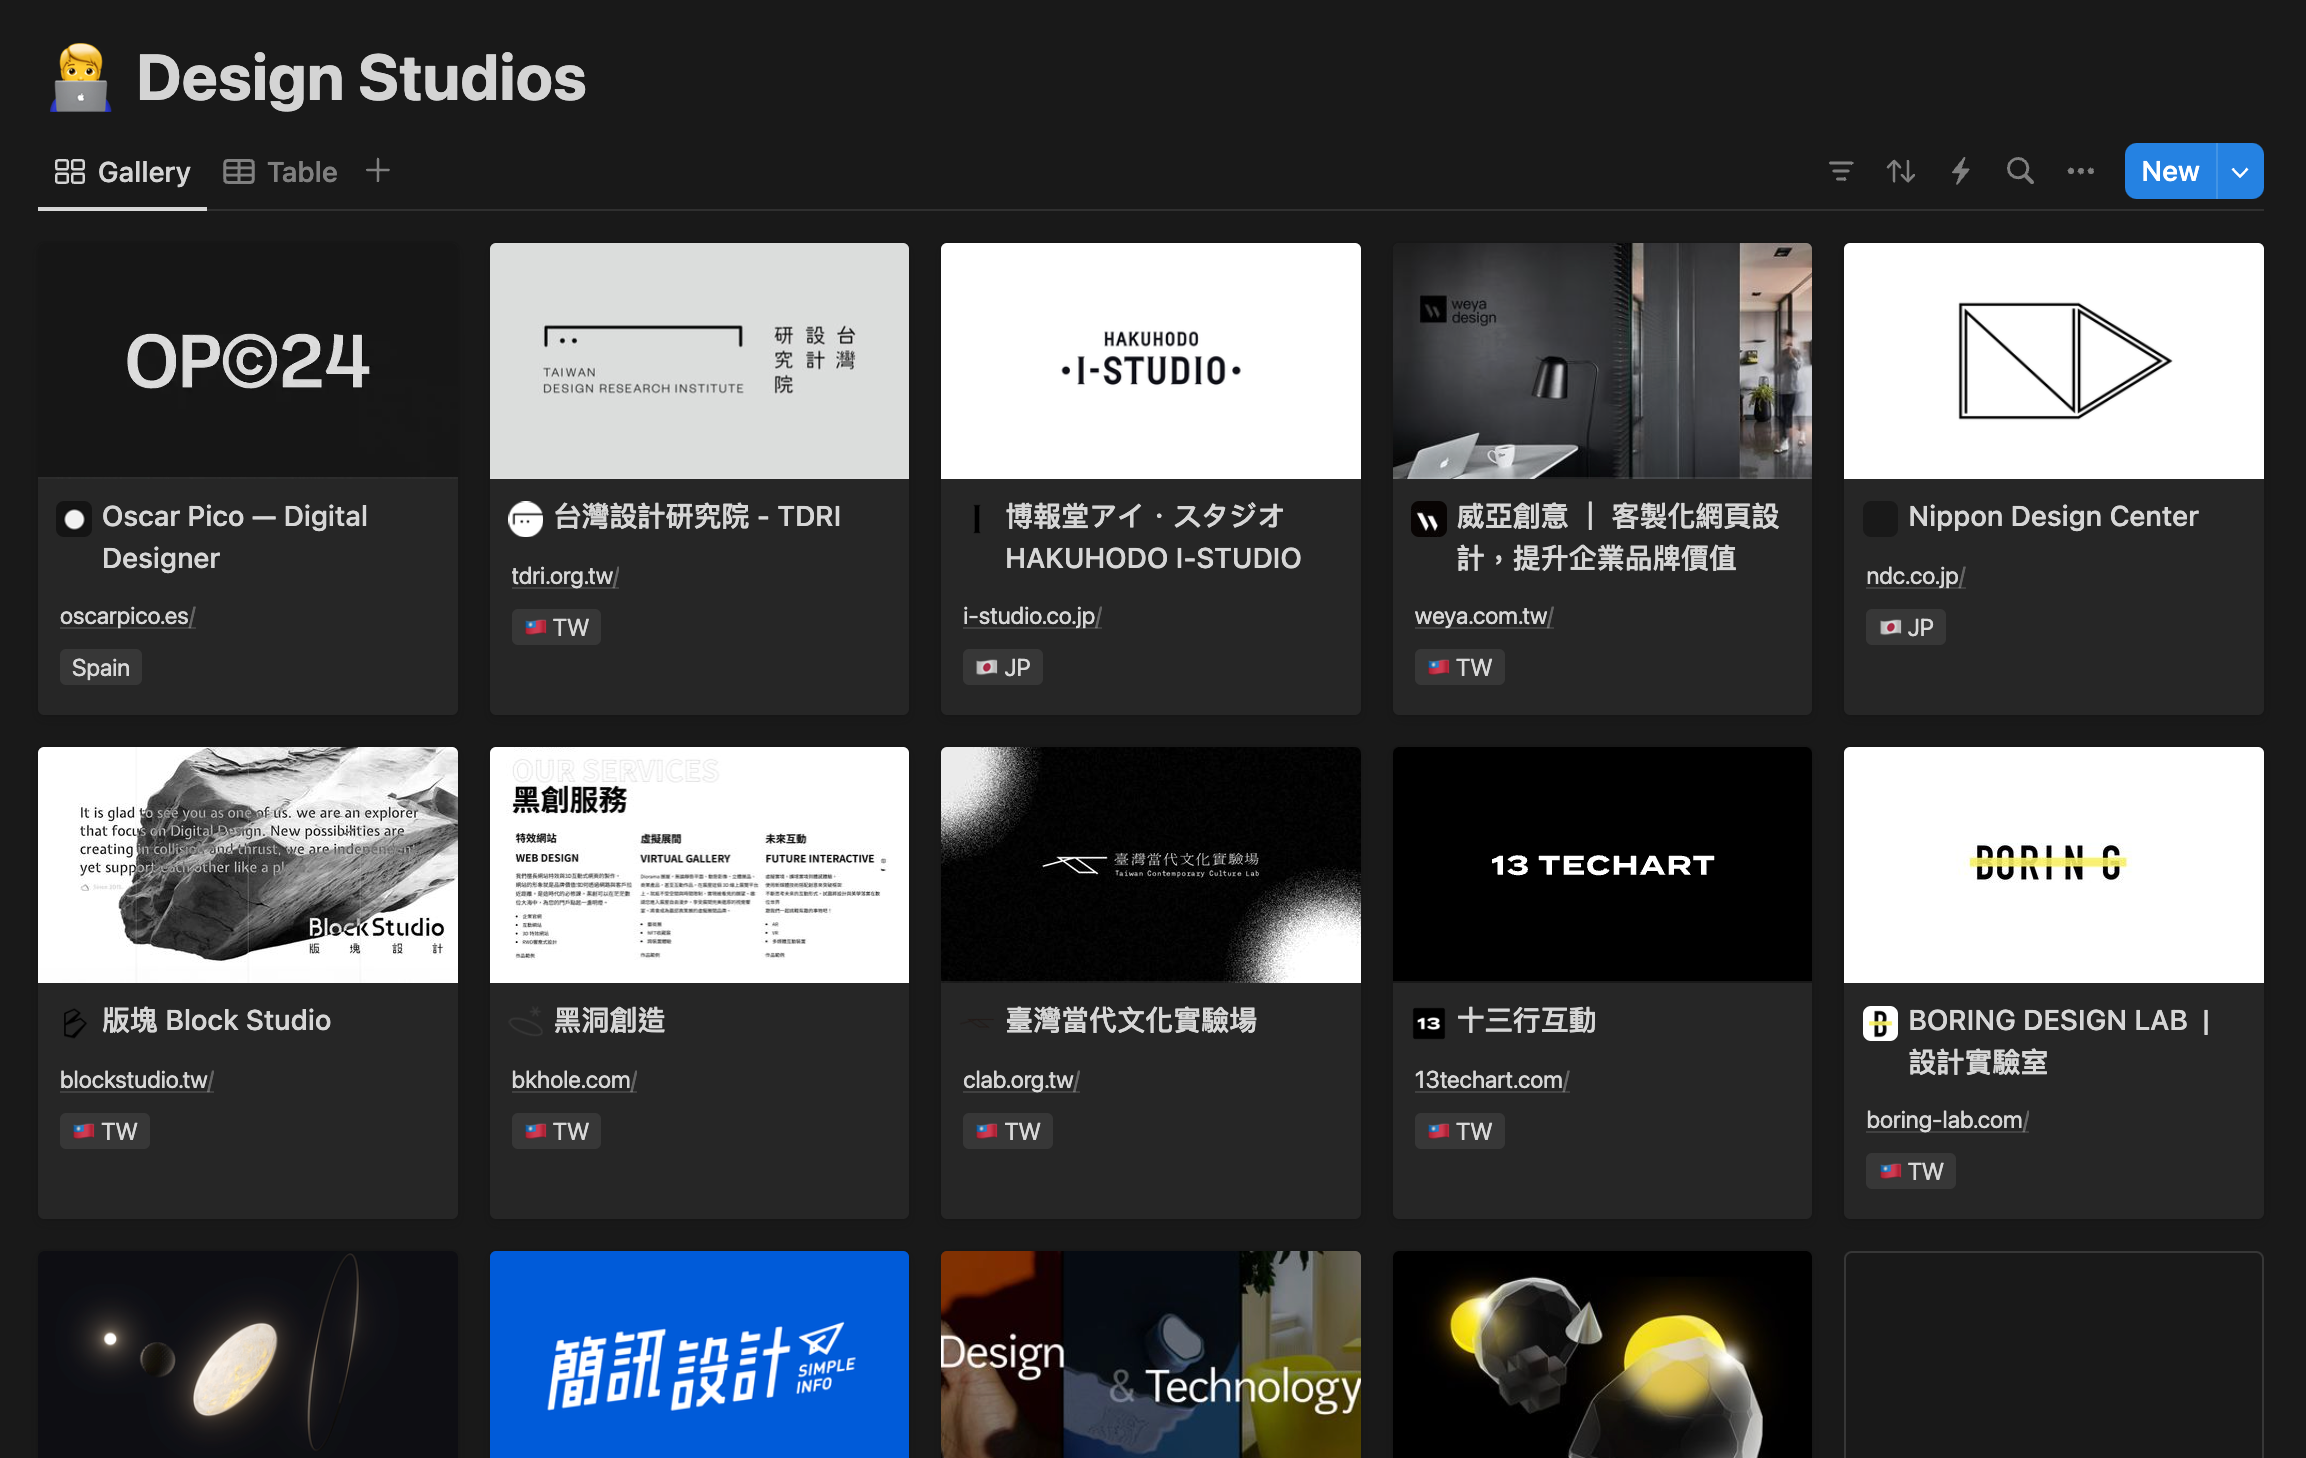 Design Studios
Gallery
Table
New
OP©24
Oscar Pico — Digital
Designer
oscarpico.es/
Spain
TAIWAN
DESIGN RESEARCH INSTITUTE
台灣
設計
研究院
台灣設計研究院 - TDRI
tdri.org.tw/
TW
HAKUHODO
·I-STUDIO·
博報堂アイ・スタジオ
HAKUHODO I-STUDIO
i-studio.co.jp/
JP
weya
design
威亞創意 | 客製化網頁設
計，提升企業品牌價值
weya.com.tw/
TW
Nippon Design Center
ndc.co.jp/
JP
It is glad to see you as one of us. we are an explorer
that focus on Digital Design. New possibilities are
creating in collision and thrust, we are independent,
yet support each other like a pl
Since 2015
BlockStudio
版塊設計
版塊 Block Studio
blockstudio.tw/
TW
OUR SERVICES
黑創服務
特效網站
WEB DESIGN
虛擬展間
VIRTUAL GALLERY
未來互動
FUTURE INTERACTIVE
黑洞創造
bkhole.com/
TW
臺灣當代文化實驗場
Taiwan Contemporary Culture Lab
臺灣當代文化實驗場
clab.org.tw/
TW
13 TECHART
13
十三行互動
13techart.com/
TW
BORING
BORING DESIGN LAB |
設計實驗室
boring-lab.com/
TW
簡訊設計
SIMPLE
INFO
Design
& Technology